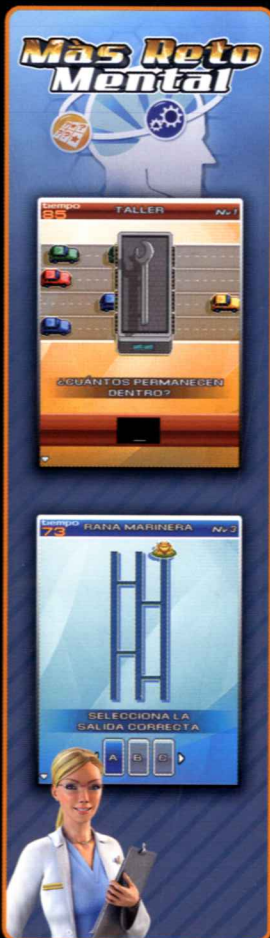 Màs Reto
Mental
tiempo
85
TALLER
Nv 1
¿CUÁNTOS PERMANECEN
DENTRO?
tiempo
73
RANA MARINERA
Nv 3
SELECCIONA LA
SALIDA CORRECTA
A B C